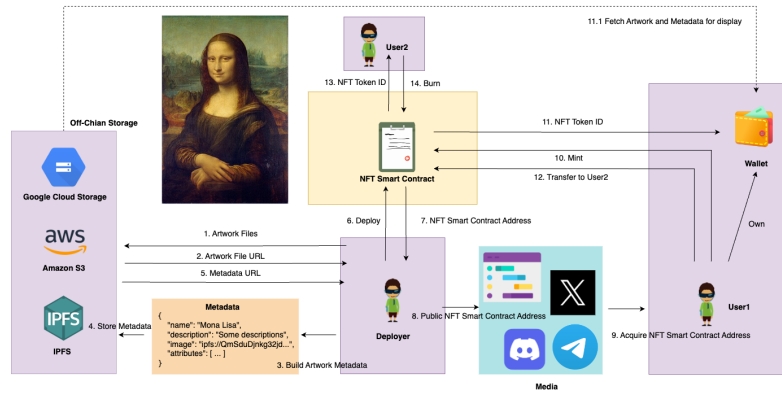 11.1 Fetch Artwork and Metadata for display
User2
13. NFT Token ID
14. Burn
Off-Chian Storage
11. NFT Token ID
NFT Smart Contract
10. Mint
Wallet
12. Transfer to User2
Google Cloud Storage
6. Deploy
7. NFT Smart Contract Address
Own
1. Artwork Files
aws
2. Artwork File URL
Amazon S3
5. Metadata URL
Metadata
{
"name": "Mona Lisa",
"description": "Some descriptions",
"image": "ipfs://QmSduDjnkg32jd...",
"attributes": [ ... ]
}
IPFS
4. Store Metadata
IPFS
3. Build Artwork Metadata
Deployer
8. Public NFT Smart Contract Address
X
User1
9. Acquire NFT Smart Contract Address
Media